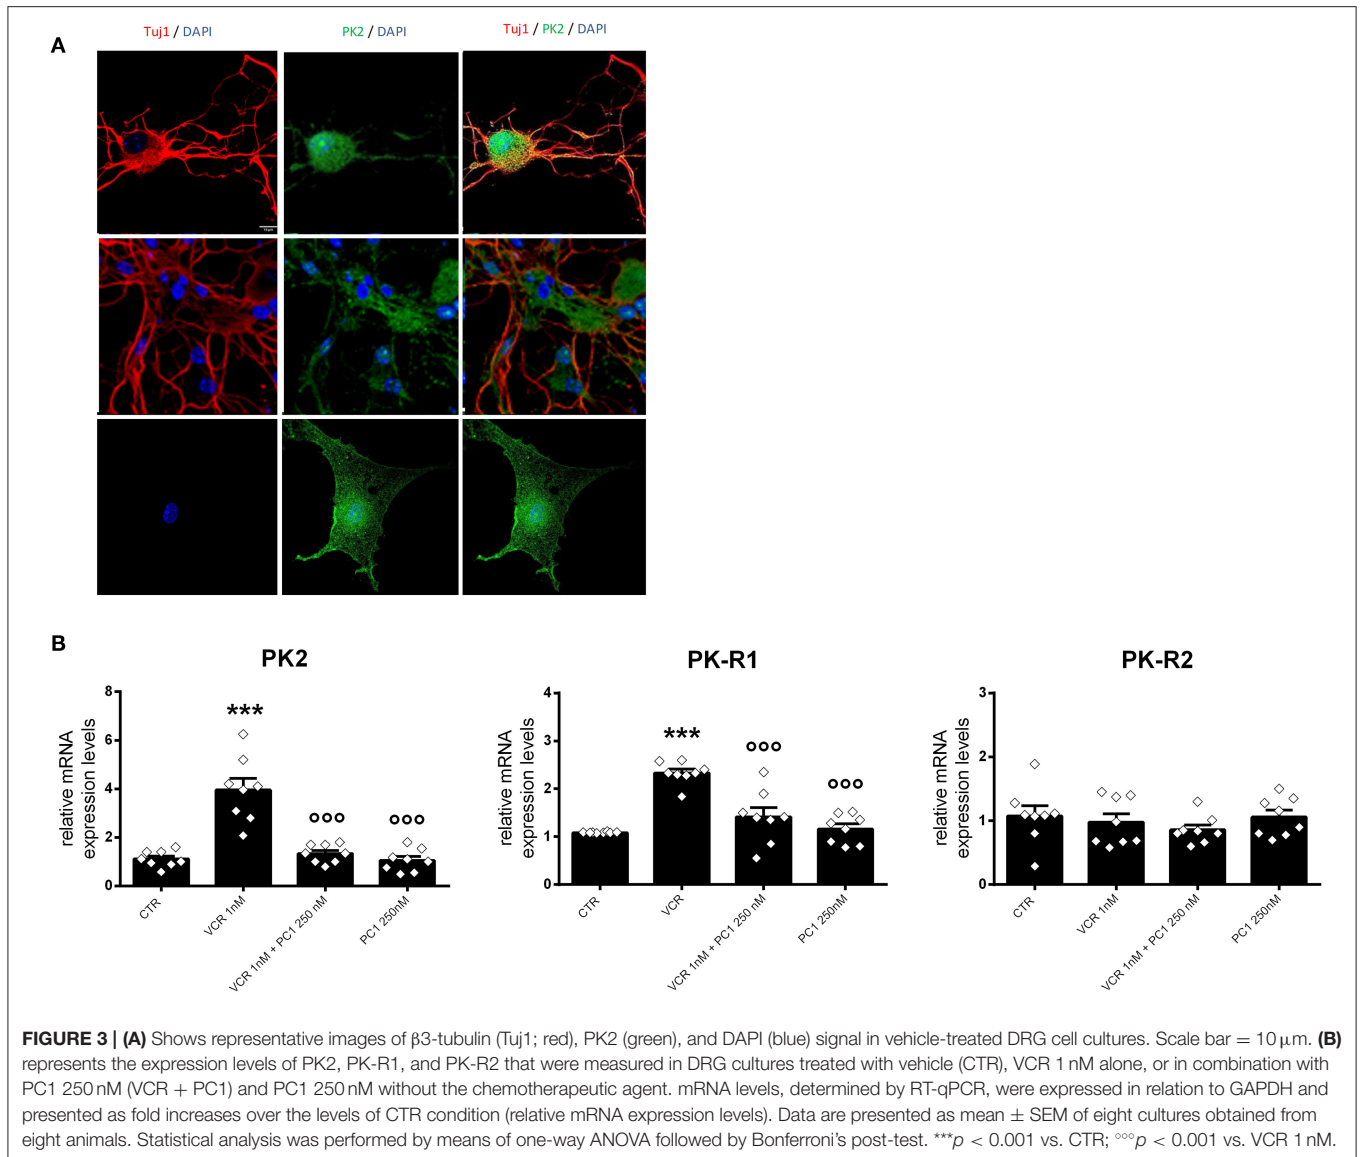 A
Tuj1 / DAPI
PK2 / DAPI
Tuj1 / PK2 / DAPI
10 µm
B
PK2
relative mRNA
expression levels
8
6
4
2
0
***
°°°
°°°
CTR
VCR 1nM
VCR 1nM + PC1 250 nM
PC1 250nM
PK-R1
relative mRNA
expression levels
4
3
2
1
0
***
°°°
°°°
CTR
VCR
VCR 1nM + PC1 250 nM
PC1 250nM
PK-R2
relative mRNA
expression levels
3
2
1
0
CTR
VCR 1nM
VCR 1nM + PC1 250 nM
PC1 250nM
FIGURE 3 | (A) Shows representative images of β3-tubulin (Tuj1; red), PK2 (green), and DAPI (blue) signal in vehicle-treated DRG cell cultures. Scale bar = 10 µm. (B)
represents the expression levels of PK2, PK-R1, and PK-R2 that were measured in DRG cultures treated with vehicle (CTR), VCR 1 nM alone, or in combination with
PC1 250 nM (VCR + PC1) and PC1 250 nM without the chemotherapeutic agent. mRNA levels, determined by RT-qPCR, were expressed in relation to GAPDH and
presented as fold increases over the levels of CTR condition (relative mRNA expression levels). Data are presented as mean ± SEM of eight cultures obtained from
eight animals. Statistical analysis was performed by means of one-way ANOVA followed by Bonferroni's post-test. ***p < 0.001 vs. CTR; °°°p < 0.001 vs. VCR 1 nM.